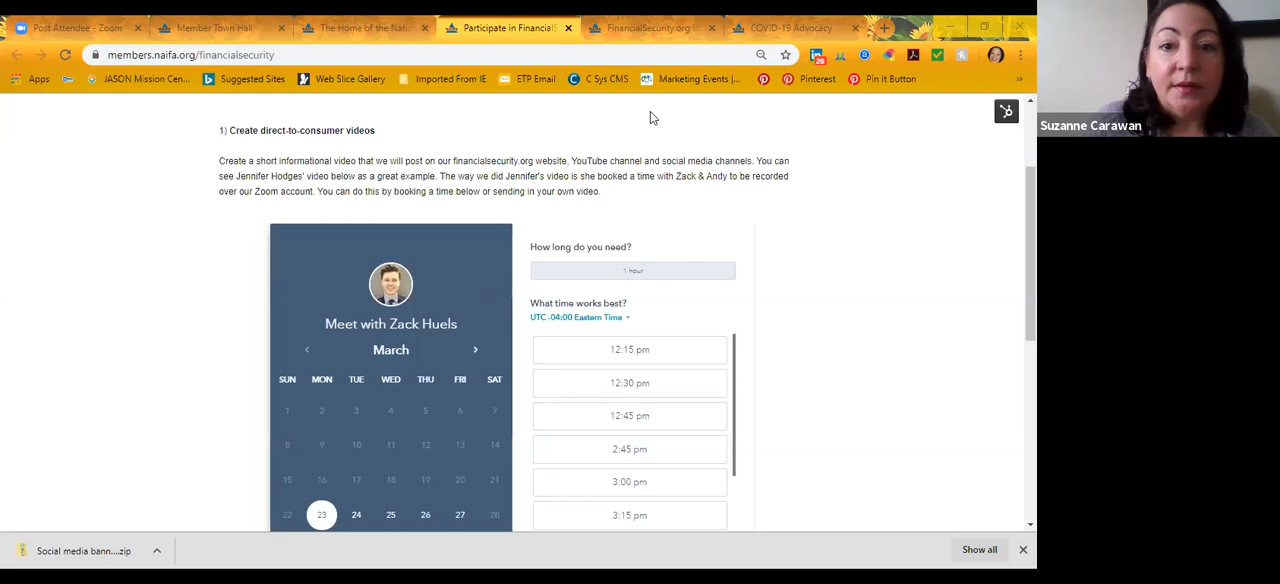 Post Attendee - Zoom
Member Town Hall
The Home of the Natio
Participate in FinancialS
FinancialSecurity.org
COVID-19 Advocacy
members.naifa.org/financialsecurity
20
Apps
JASON Mission Cen...
Suggested Sites
Web Slice Gallery
Imported From IE
ETP Email
C Sys CMS
Marketing Events |...
Pinterest
Pin It Button
»
Suzanne Carawan
1) Create direct-to-consumer videos
Create a short informational video that we will post on our financialsecurity.org website, YouTube channel and social media channels. You can
see Jennifer Hodges' video below as a great example. The way we did Jennifer's video is she booked a time with Zack & Andy to be recorded
over our Zoom account. You can do this by booking a time below or sending in your own video.
Meet with Zack Huels
March
SUN MON TUE WED THU FRI SAT
1 2 3 4 5 6 7
8 9 10 11 12 13 14
15 16 17 18 19 20 21
22 23 24 25 26 27 28
How long do you need?
1 hour
What time works best?
UTC -04:00 Eastern Time
12:15 pm
12:30 pm
12:45 pm
2:45 pm
3:00 pm
3:15 pm
Social media bann....zip
Show all